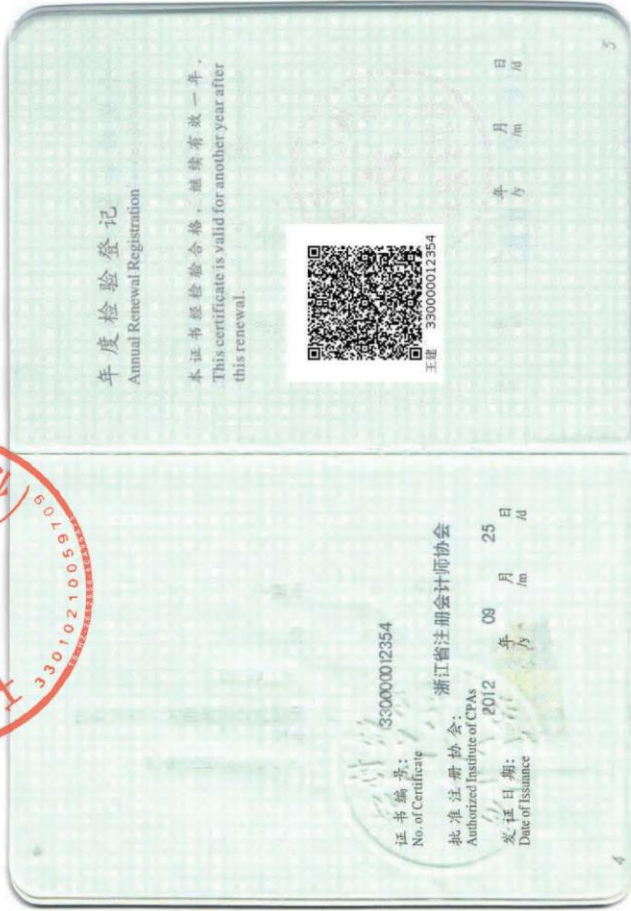 3301021005970​9
证书编号: 330000012354
No. of Certificate
批准注册协会: 浙江省注册会计师协会
Authorized Institute of CPAs
发证日期: 2012 年 09 月 25 日
Date of Issuance /y /m /d
4
年度检验登记
Annual Renewal Registration
本证书经检验合格，继续有效一年.
This certificate is valid for another year after
this renewal.
王建 330000012354
年 月 日
/y /m /d
5